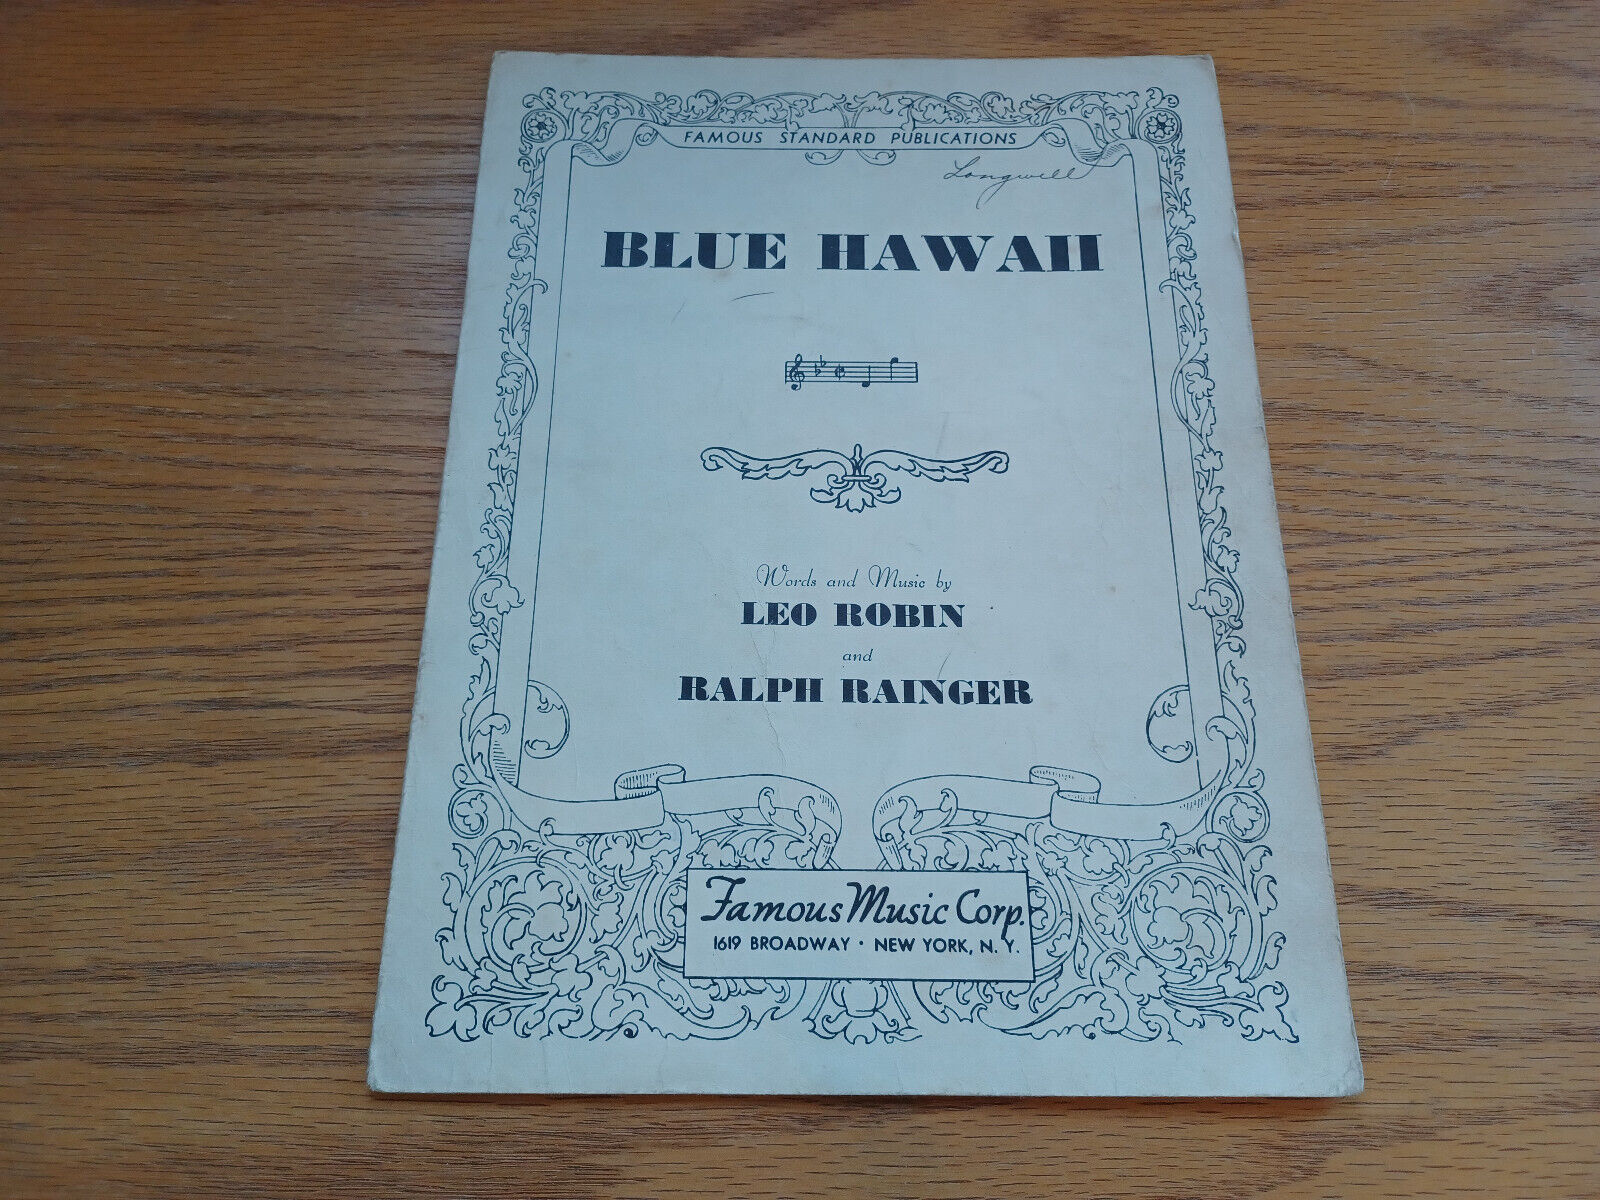 FAMOUS STANDARD PUBLICATIONS
Longwill
BLUE HAWAII
Words and Music by
LEO ROBIN
and
RALPH RAINGER
Famous Music Corp.
1619 BROADWAY · NEW YORK, N. Y.